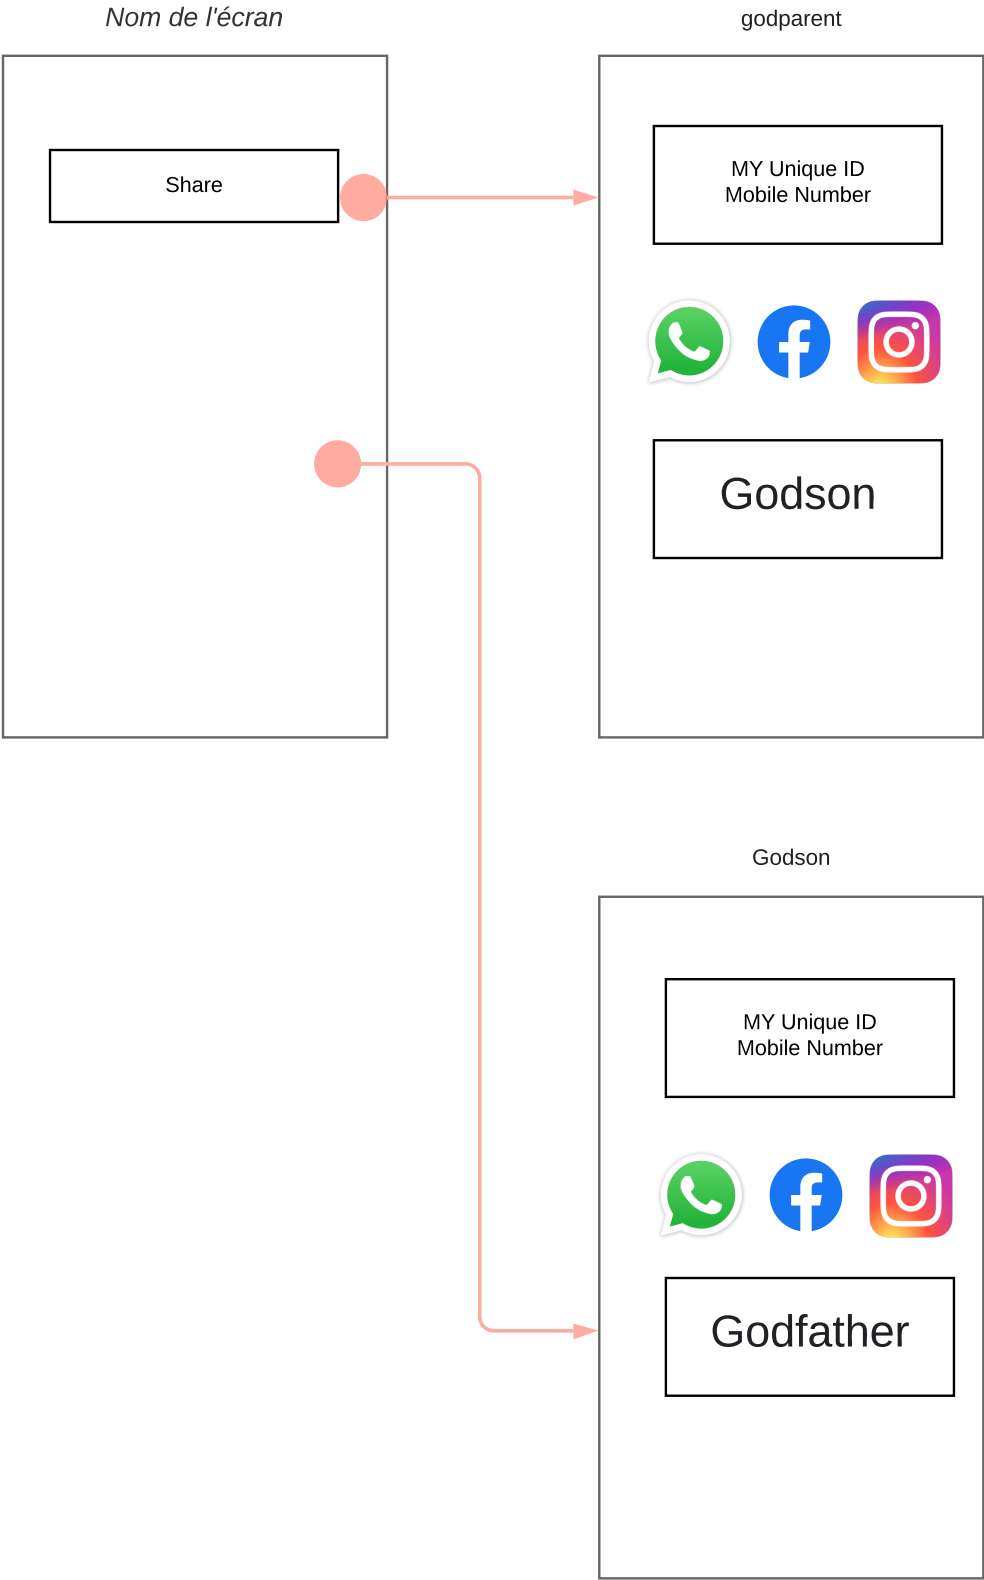 Nom de l'écran
godparent
Share
MY Unique ID
Mobile Number
Godson
Godson
MY Unique ID
Mobile Number
Godfather